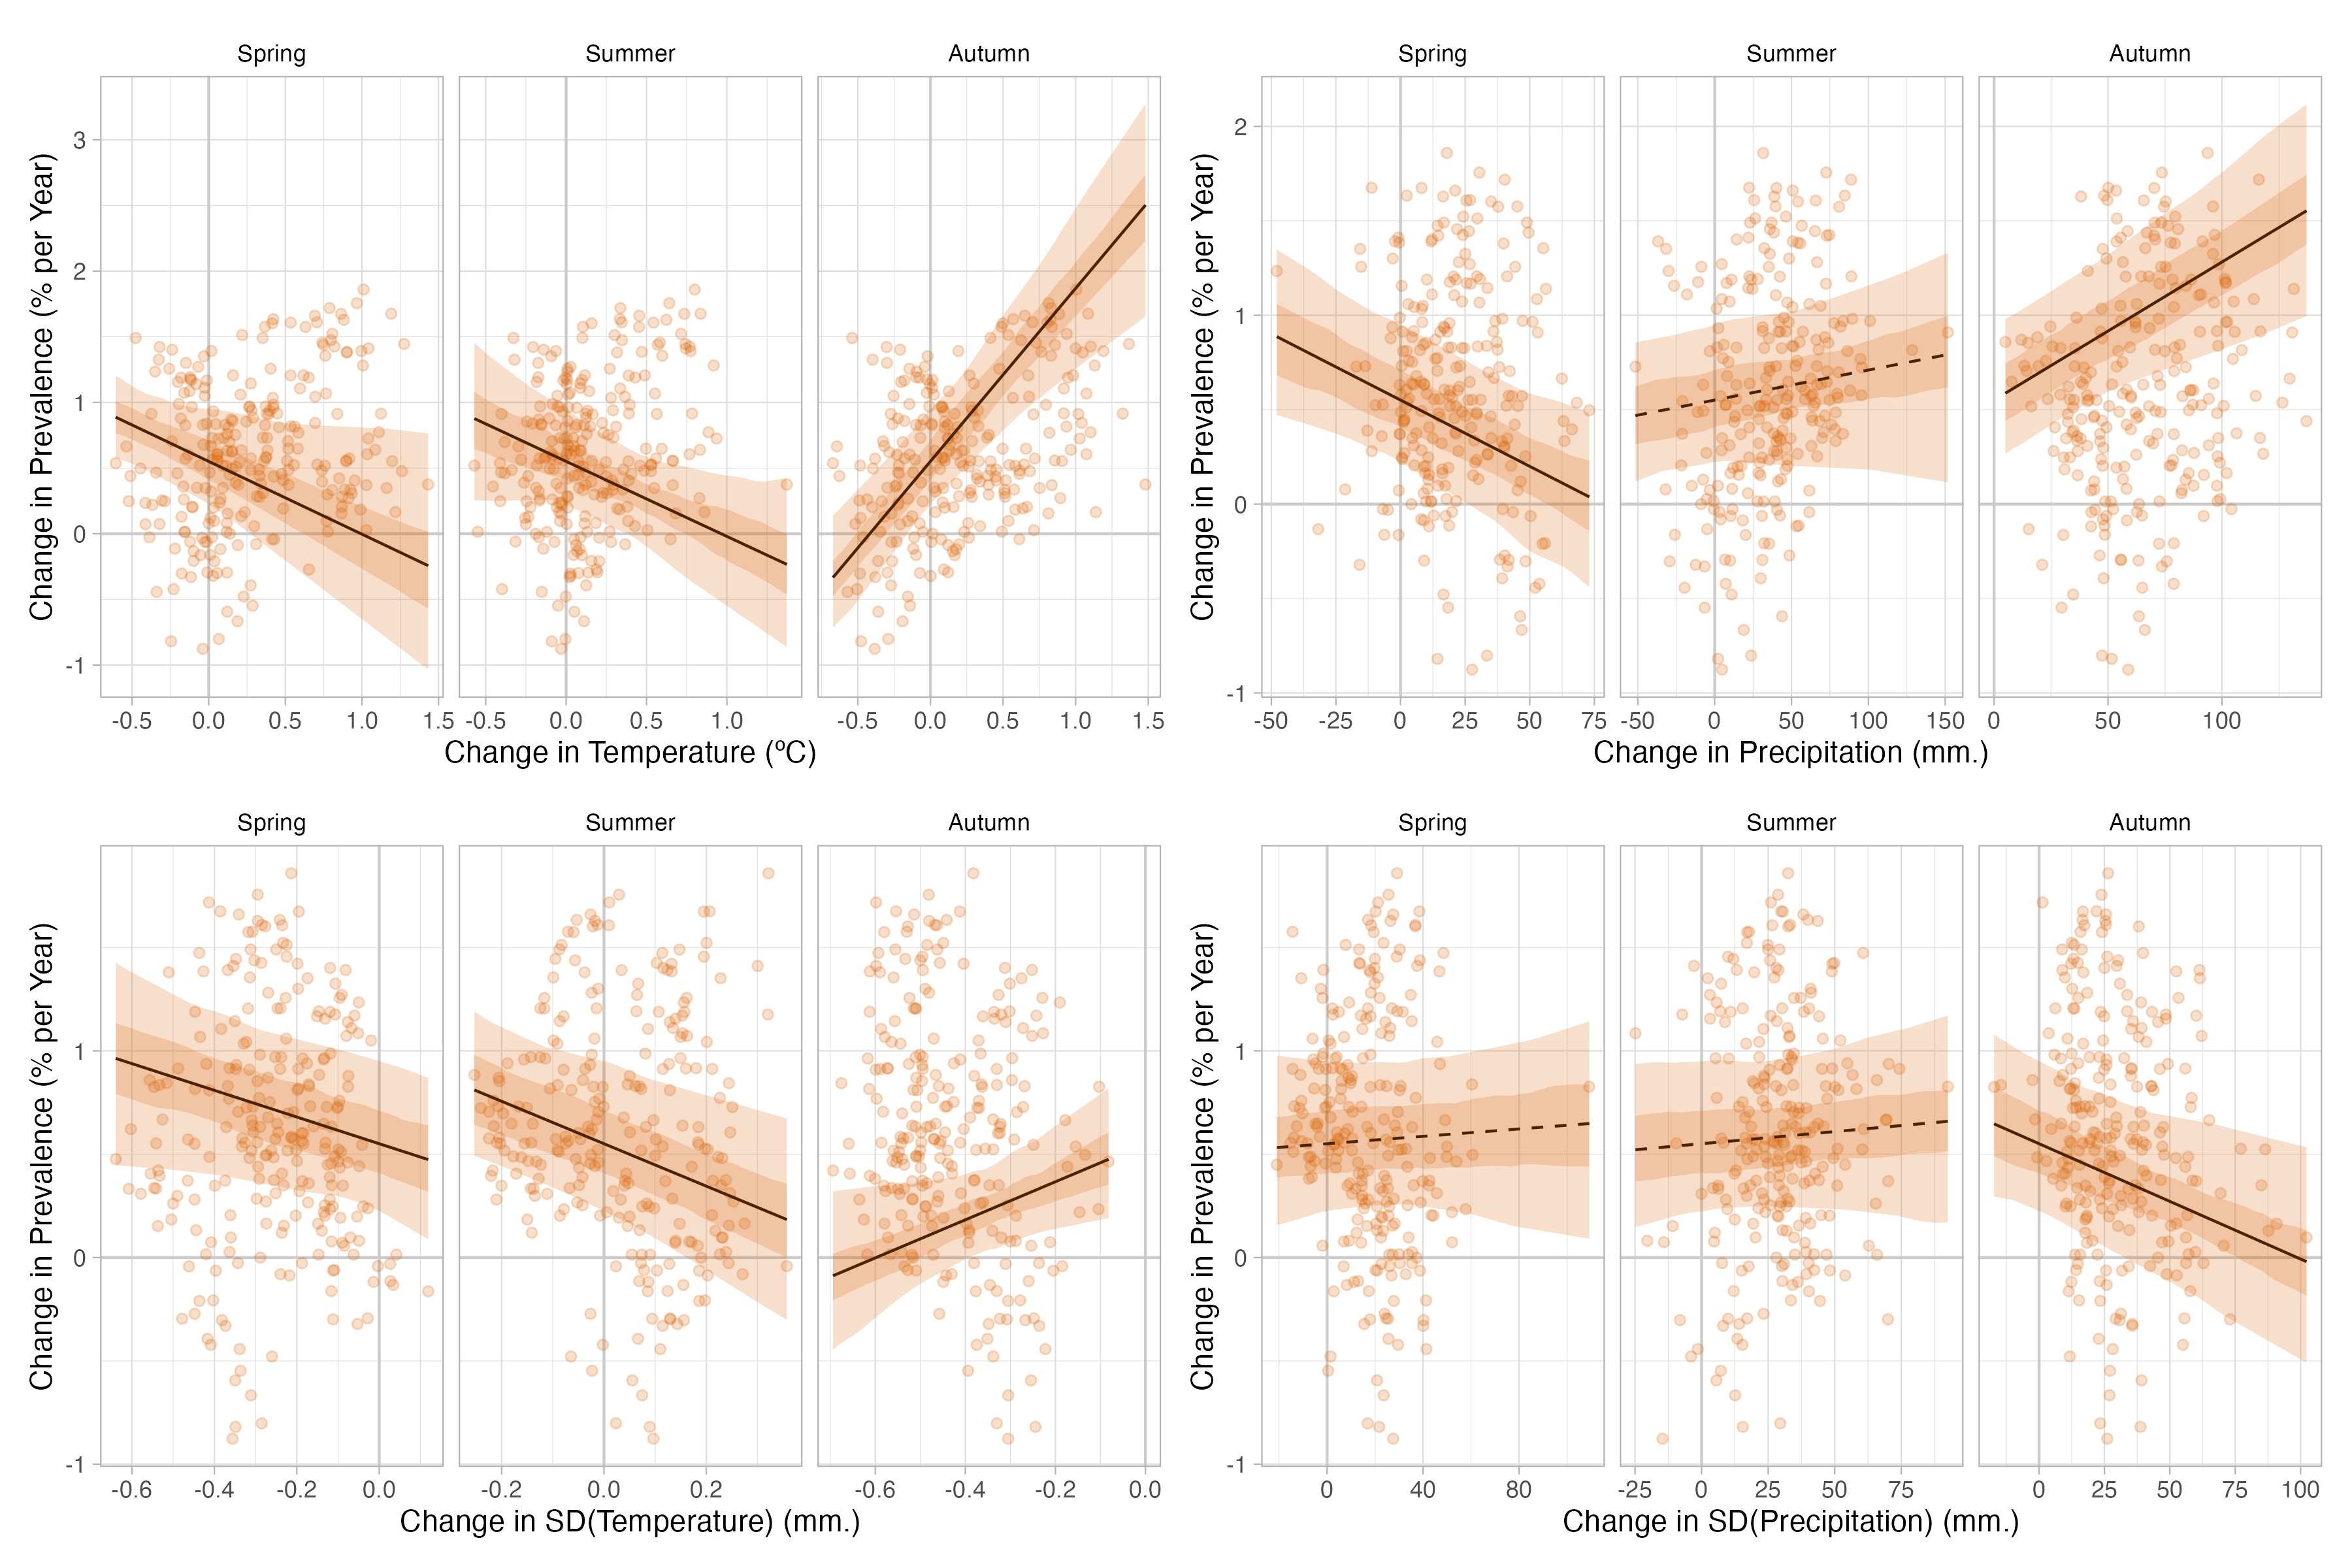 Spring Summer Autumn
Change in Prevalence (% per Year)
3
2
1
0
-1
-0.5 0.0 0.5 1.0 1.5
-0.5 0.0 0.5 1.0
-0.5 0.0 0.5 1.0 1.5
Change in Temperature (ºC)
Spring Summer Autumn
Change in Prevalence (% per Year)
2
1
0
-1
-50 -25 0 25 50 75
-50 0 50 100 150
0 50 100
Change in Precipitation (mm.)
Spring Summer Autumn
Change in Prevalence (% per Year)
1
0
-1
-0.6 -0.4 -0.2 0.0
-0.2 0.0 0.2
-0.6 -0.4 -0.2 0.0
Change in SD(Temperature) (mm.)
Spring Summer Autumn
Change in Prevalence (% per Year)
1
0
-1
0 40 80
-25 0 25 50 75
0 25 50 75 100
Change in SD(Precipitation) (mm.)